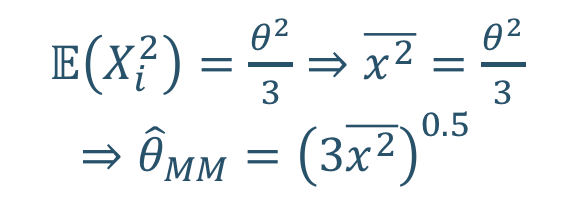 𝔼(X_i^2) = θ^2/3 ⇒ \overline{x^2} = θ^2/3
⇒ \hat{θ}_{MM} = (3\overline{x^2})^{0.5}